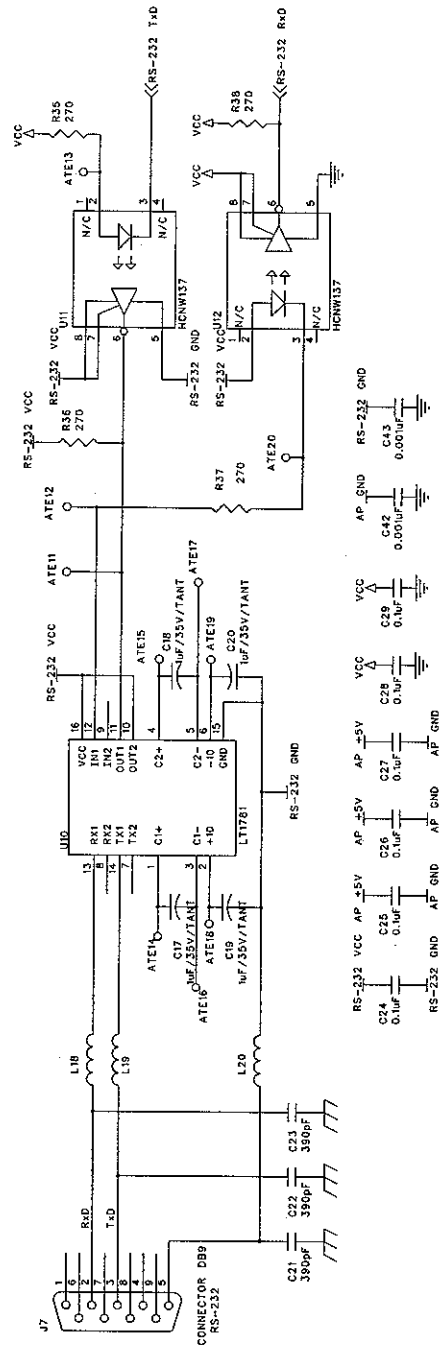 J7
1
6
2
7
3
8
4
9
5
CONNECTOR DB9
RS-232
RxD
TxD
L18
L19
L20
C21
390pF
C22
390pF
C23
390pF
U10
13
8
14
7
RX1
RX2
TX1
TX2
VCC
IN1
IN2
OUT1
OUT2
16
12
9
11
10
1
C1+
3
C1-
2
+10
C2+
4
C2-
5
-10
6
GND
15
LT1781
ATE14
C17
1uF/35V/TANT
ATE16
ATE18
C19
1uF/35V/TANT
ATE15
C18
1uF/35V/TANT
ATE17
ATE19
C20
1uF/35V/TANT
RS-232 GND
RS-232 VCC
ATE11
ATE12
RS-232 VCC
R36
270
R37
270
ATE20
RS-232 VCC
U11
8
7
6
5
RS-232 GND
HCNW137
N/C
1
2
3
4
N/C
ATE13
VCC
R35
270
RS-232 TxD
RS-232 VCC
U12
1
2
3
4
N/C
N/C
HCNW137
8
7
6
5
VCC
VCC
R38
270
RS-232 RxD
RS-232 VCC
C24
0.1uF
RS-232 GND
AP +5V
C25
0.1uF
AP GND
AP +5V
C26
0.1uF
AP GND
AP +5V
C27
0.1uF
AP GND
VCC
C28
0.1uF
VCC
C29
0.1uF
AP GND
C42
0.001uF
RS-232 GND
C43
0.001uF